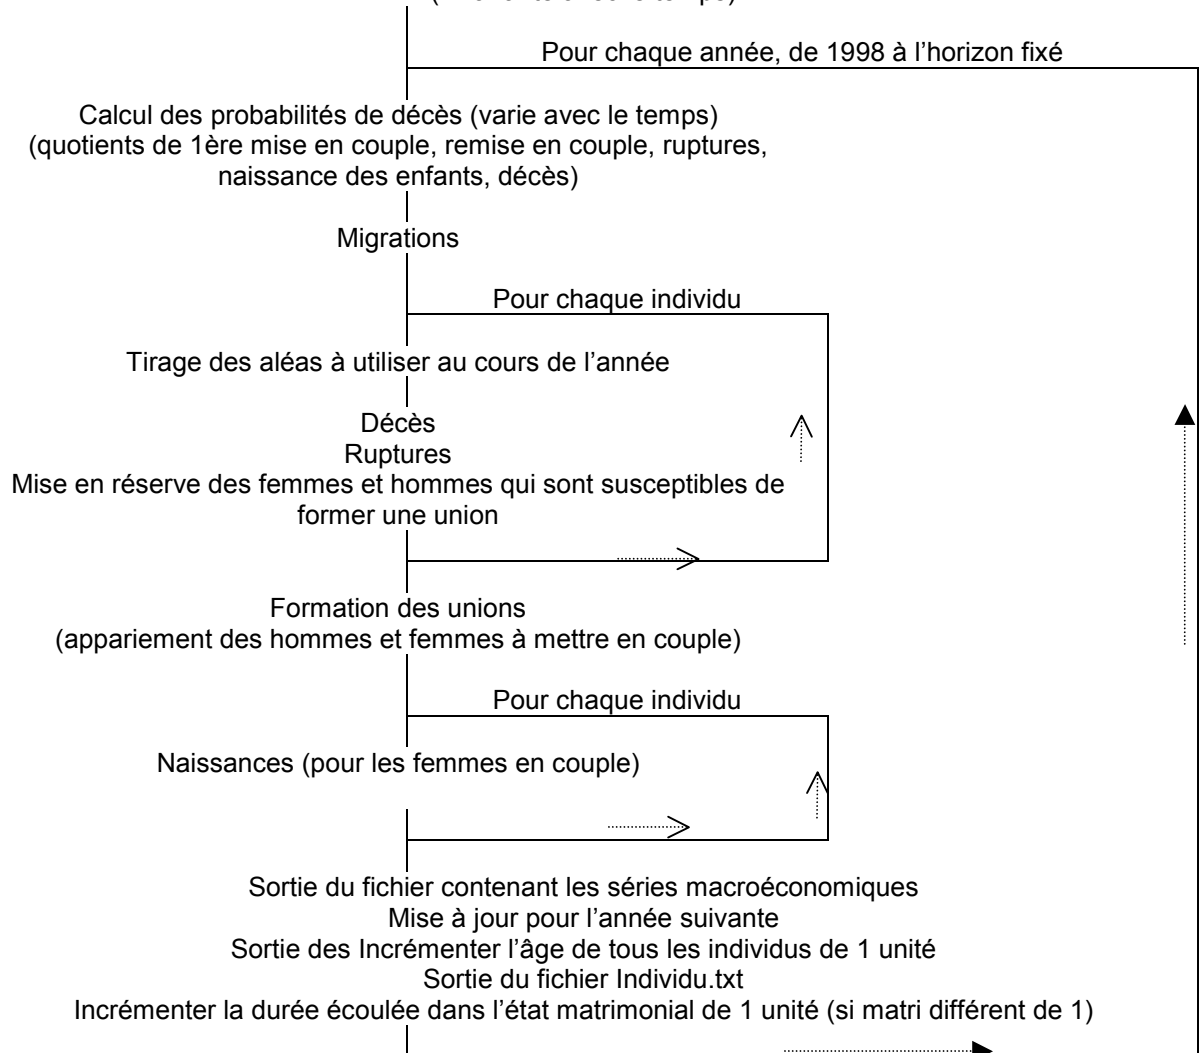 Pour chaque année, de 1998 à l’horizon fixé
Calcul des probabilités de décès (varie avec le temps)
(quotients de 1ère mise en couple, remise en couple, ruptures,
naissance des enfants, décès)
Migrations
Pour chaque individu
Tirage des aléas à utiliser au cours de l’année
Décès
Ruptures
Mise en réserve des femmes et hommes qui sont susceptibles de
former une union
Formation des unions
(appariement des hommes et femmes à mettre en couple)
Pour chaque individu
Naissances (pour les femmes en couple)
Sortie du fichier contenant les séries macroéconomiques
Mise à jour pour l’année suivante
Sortie des Incrémenter l’âge de tous les individus de 1 unité
Sortie du fichier Individu.txt
Incrémenter la durée écoulée dans l’état matrimonial de 1 unité (si matri différent de 1)